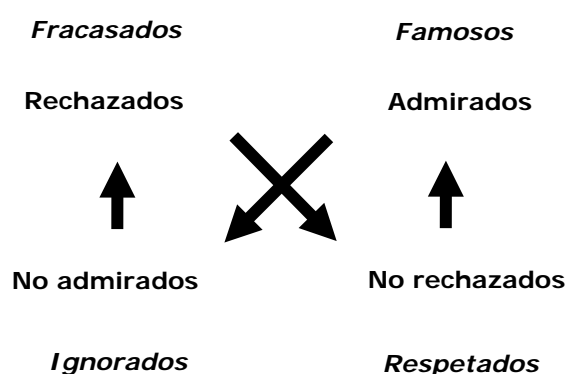 Fracasados
Famosos
Rechazados
Admirados
No admirados
No rechazados
Ignorados
Respetados